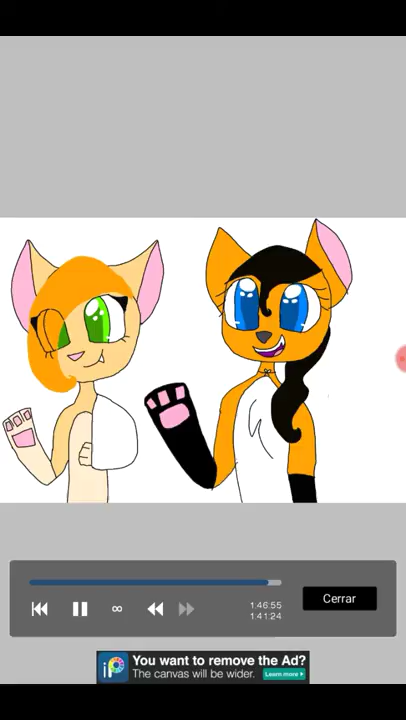 1:46:55
1:41:24
Cerrar
iP
You want to remove the Ad?
The canvas will be wider.
Learn more >